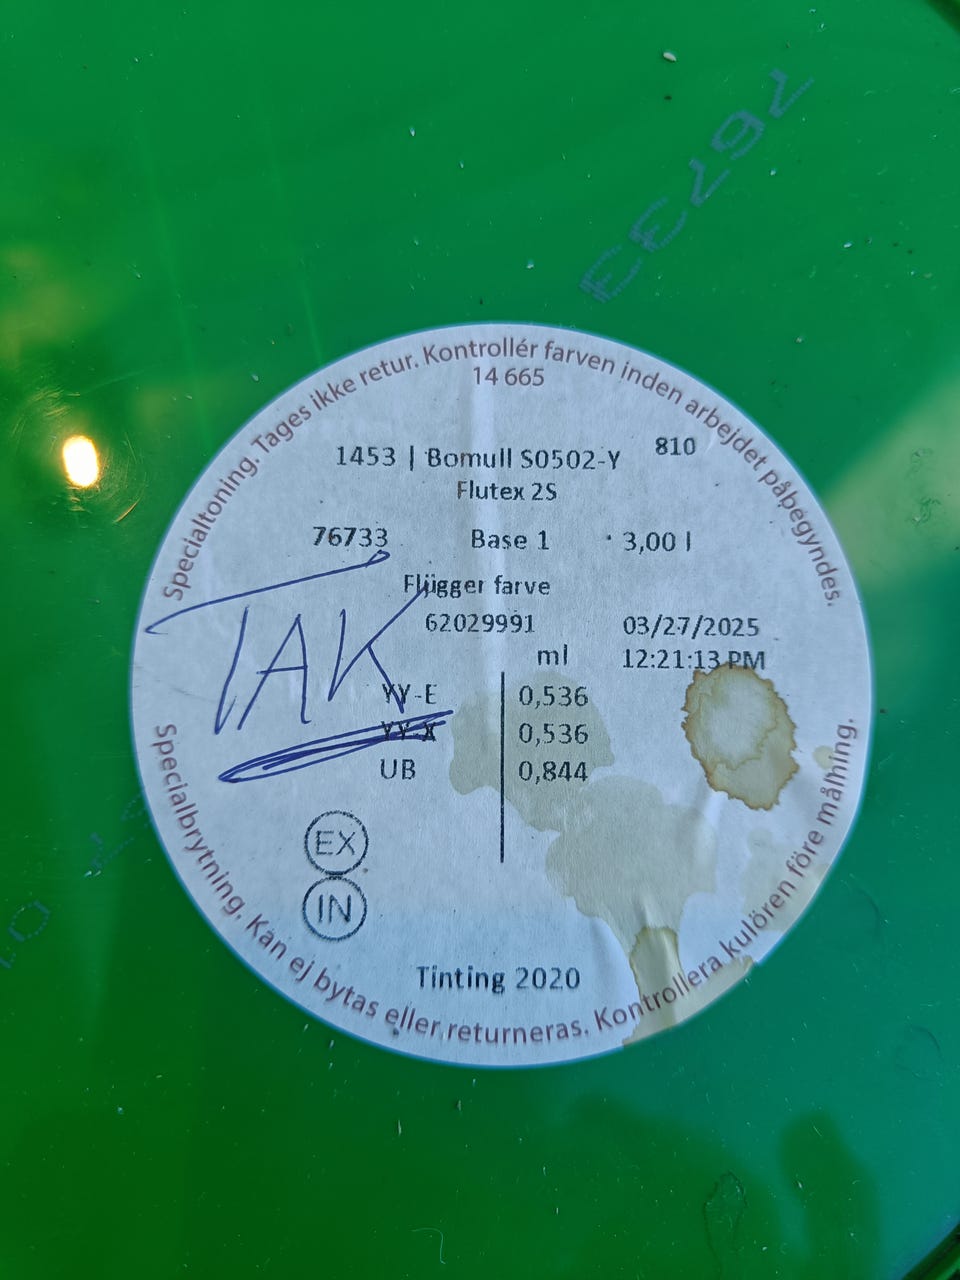 76733
Specialtoning. Tages ikke retur. Kontrollér farven inden arbejdet påbegyndes.
14 665
1453 | Bomull S0502-Y 810
Flutex 2S
76733 Base 1 3,00 l
Flügger farve
62029991 03/27/2025
ml 12:21:13 PM
TAK
YY-E 0,536
YY-X 0,536
UB 0,844
EX
IN
Tinting 2020
Specialbrytning. Kan ej bytas eller returneras. Kontrollera kulören före målning.